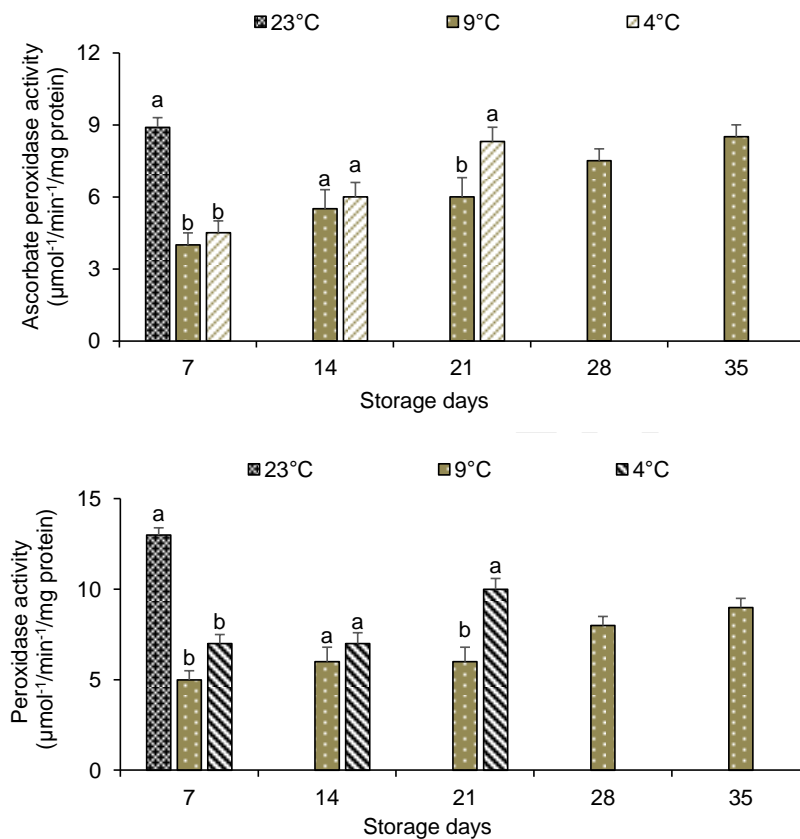 23°C 9°C 4°C
12
9
6
3
0
Ascorbate peroxidase activity
(µmol⁻¹/min⁻¹/mg protein)
a
b
b
a
a
b
a
7 14 21 28 35
Storage days
23°C 9°C 4°C
15
10
5
0
Peroxidase activity
(µmol⁻¹/min⁻¹/mg protein)
a
b
b
a
a
b
a
7 14 21 28 35
Storage days